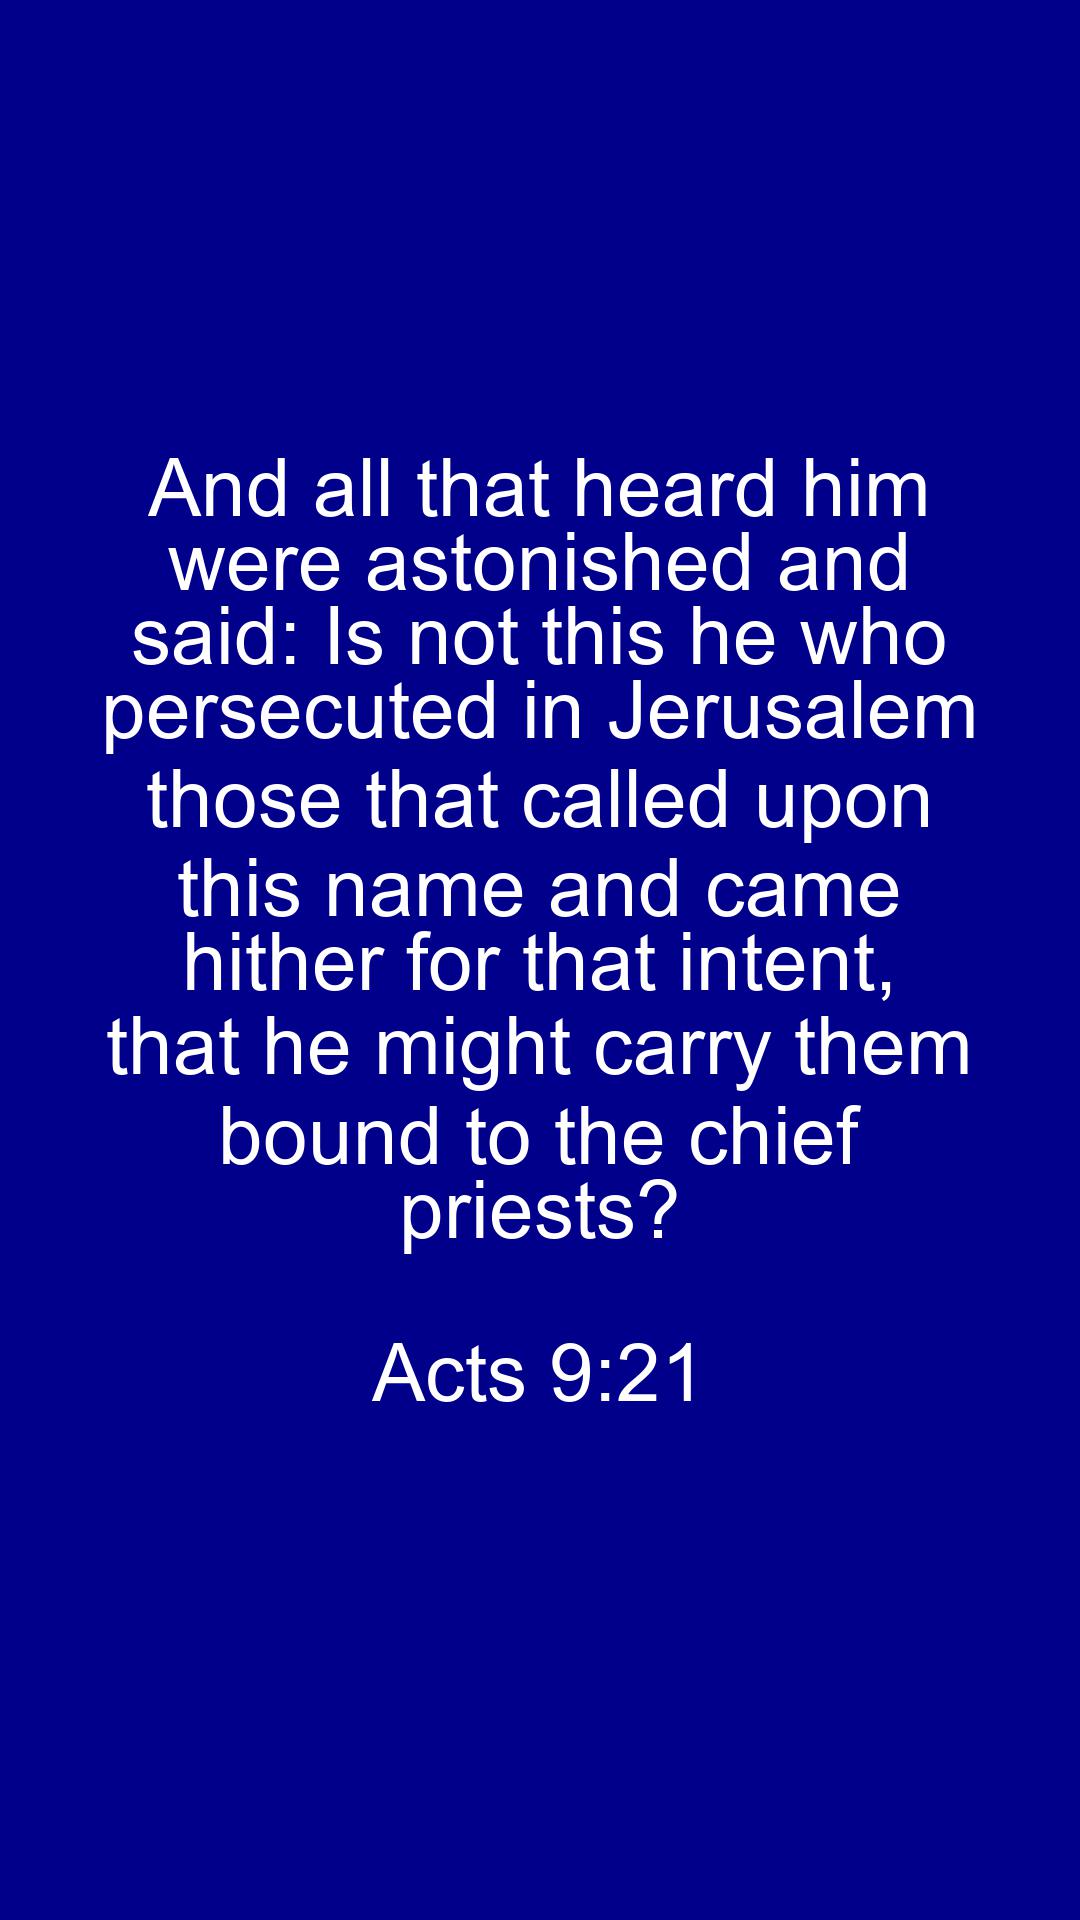 And all that heard him
were astonished and
said: Is not this he who
persecuted in Jerusalem
those that called upon
this name and came
hither for that intent,
that he might carry them
bound to the chief
priests?
Acts 9:21